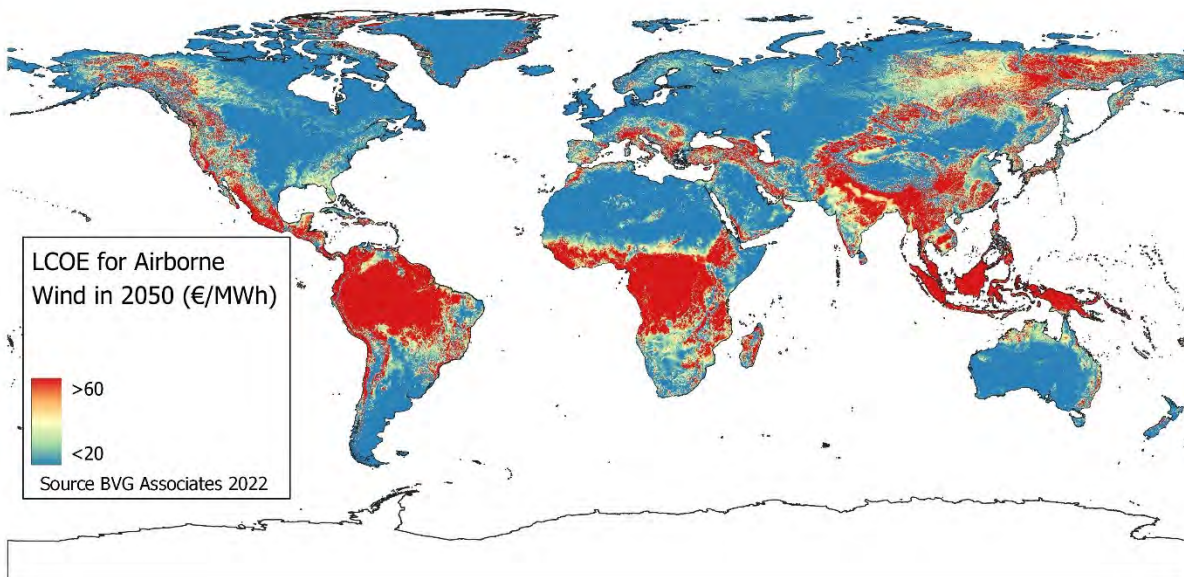 LCOE for Airborne
Wind in 2050 (€/MWh)
>60
<20
Source BVG Associates 2022